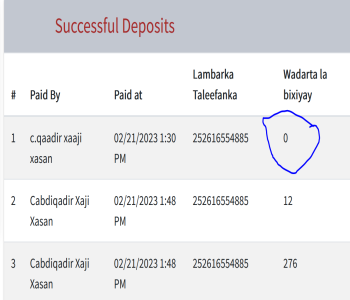 Successful Deposits
Lambarka Wadarta la
# Paid By Paid at Taleefanka bixiyay
1 c.qaadir xaaji 02/21/2023 1:30 252616554885 0
xasan PM
2 Cabdiqadir Xaji 02/21/2023 1:48 252616554885 12
Xasan PM
3 Cabdiqadir Xaji 02/21/2023 1:48 252616554885 276
Xasan PM